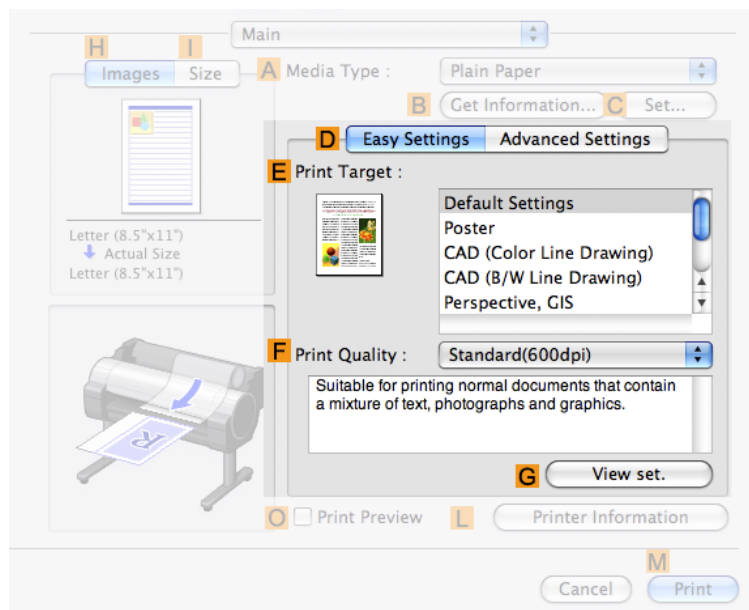 Main
H I
Images Size
A Media Type : Plain Paper
B Get Information... C Set...
D Easy Settings Advanced Settings
E Print Target :
Default Settings
Poster
CAD (Color Line Drawing)
CAD (B/W Line Drawing)
Perspective, GIS
Letter (8.5"x11")
Actual Size
Letter (8.5"x11")
F Print Quality : Standard(600dpi)
Suitable for printing normal documents that contain
a mixture of text, photographs and graphics.
R
G View set.
O Print Preview L Printer Information
M
Cancel Print